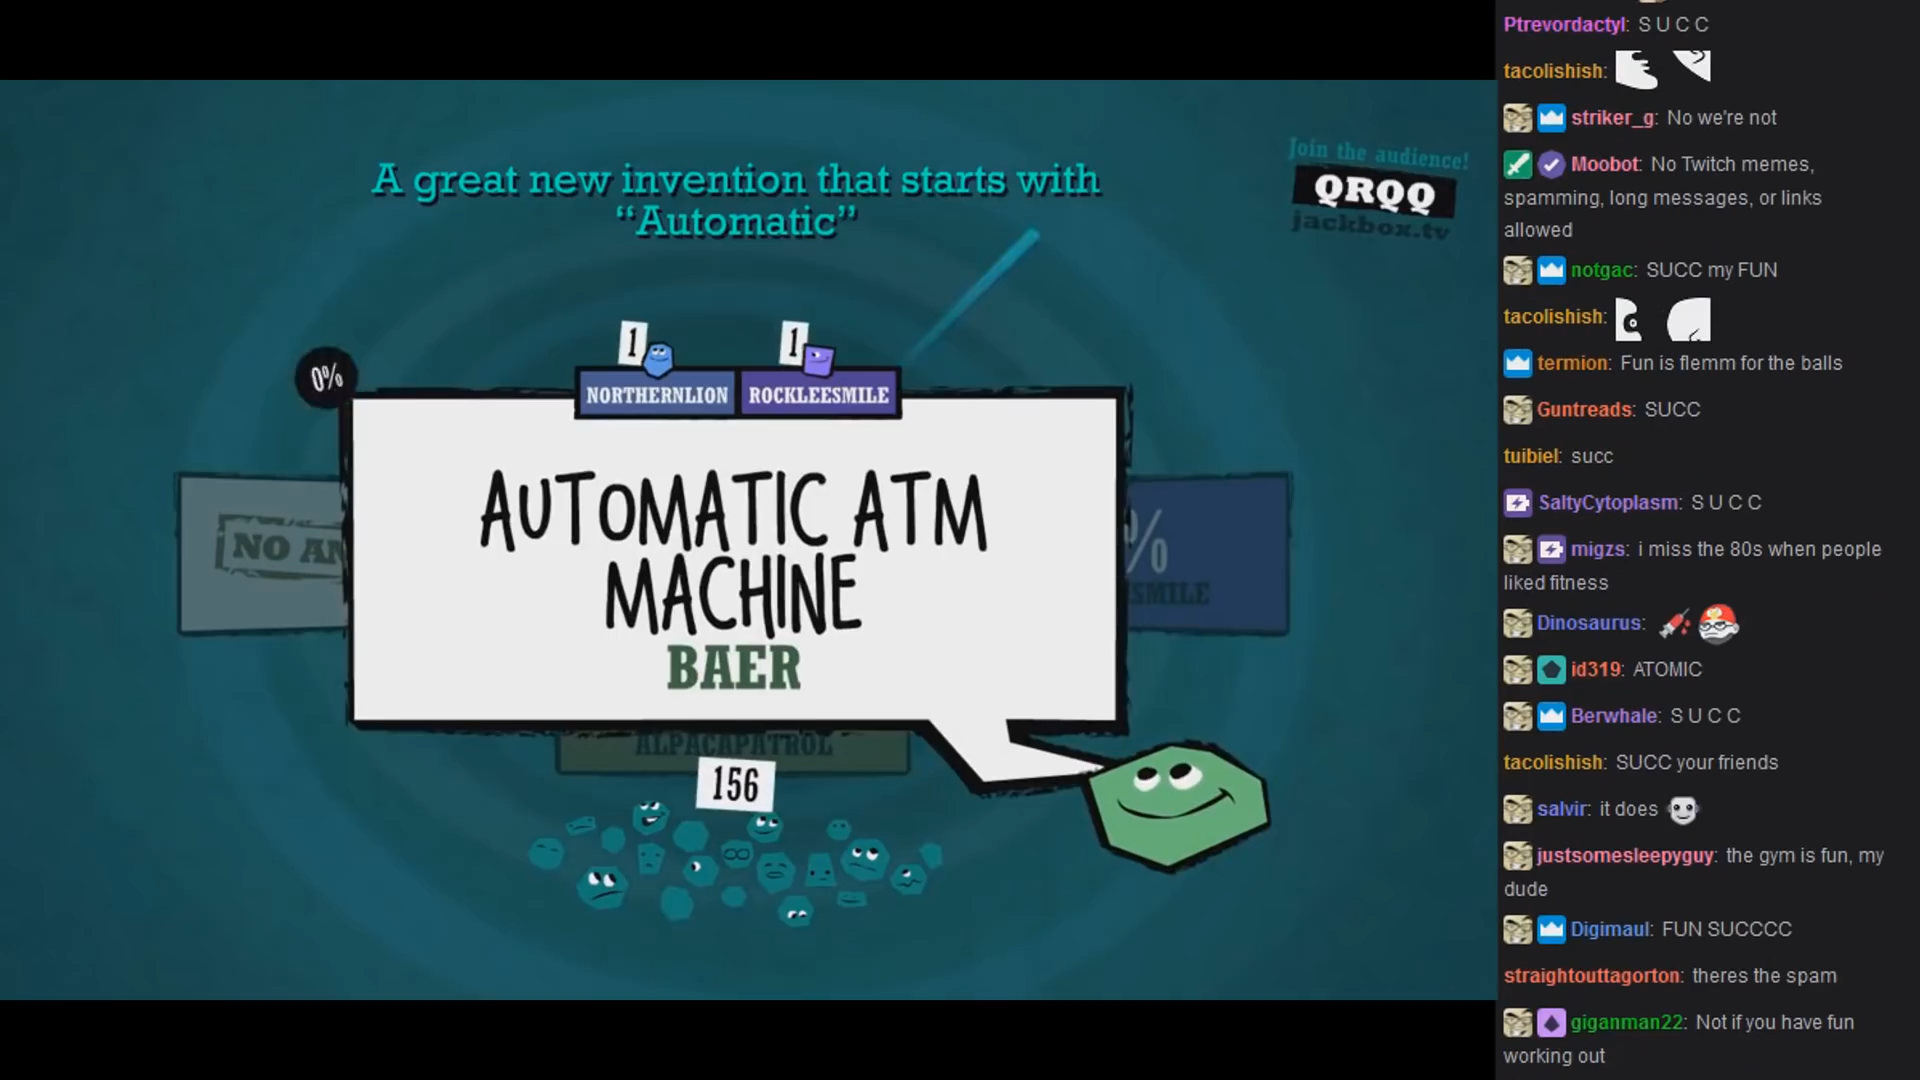 A great new invention that starts with
“Automatic”
Join the audience!
QRQQ
jackbox.tv
1
1
NORTHERNLION
ROCKLEESMILE
0%
AUTOMATIC ATM
MACHINE
BAER
NO AN
%
SMILE
ALPACAPATROL
156
Ptrevordactyl: S U C C
tacolishish:
striker_g: No we're not
Moobot: No Twitch memes,
spamming, long messages, or links
allowed
notgac: SUCC my FUN
tacolishish:
termion: Fun is flemm for the balls
Guntreads: SUCC
tuibiel: succ
SaltyCytoplasm: S U C C
migzs: i miss the 80s when people
liked fitness
Dinosaurus:
id319: ATOMIC
Berwhale: S U C C
tacolishish: SUCC your friends
salvir: it does
justsomesleepyguy: the gym is fun, my
dude
Digimaul: FUN SUCCCC
straightouttagorton: theres the spam
giganman22: Not if you have fun
working out